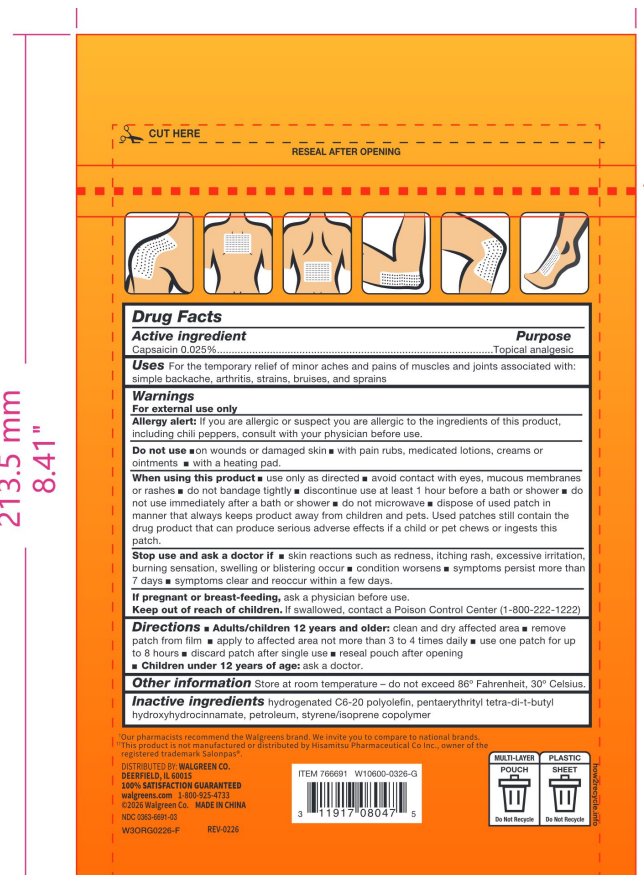 CUT HERE
RESEAL AFTER OPENING
213.5 mm
8.41"
Drug Facts
Active ingredient Purpose
Capsaicin 0.025%..........................................................................Topical analgesic
Uses For the temporary relief of minor aches and pains of muscles and joints associated with:
simple backache, arthritis, strains, bruises, and sprains
Warnings
For external use only
Allergy alert: If you are allergic or suspect you are allergic to the ingredients of this product,
including chili peppers, consult with your physician before use.
Do not use ■ on wounds or damaged skin ■ with pain rubs, medicated lotions, creams or
ointments ■ with a heating pad.
When using this product ■ use only as directed ■ avoid contact with eyes, mucous membranes
or rashes ■ do not bandage tightly ■ discontinue use at least 1 hour before a bath or shower ■ do
not use immediately after a bath or shower ■ do not microwave ■ dispose of used patch in
manner that always keeps product away from children and pets. Used patches still contain the
drug product that can produce serious adverse effects if a child or pet chews or ingests this
patch.
Stop use and ask a doctor if ■ skin reactions such as redness, itching rash, excessive irritation,
burning sensation, swelling or blistering occur ■ condition worsens ■ symptoms persist more than
7 days ■ symptoms clear and reoccur within a few days.
If pregnant or breast-feeding, ask a physician before use.
Keep out of reach of children. If swallowed, contact a Poison Control Center (1-800-222-1222)
Directions ■ Adults/children 12 years and older: clean and dry affected area ■ remove
patch from film ■ apply to affected area not more than 3 to 4 times daily ■ use one patch for up
to 8 hours ■ discard patch after single use ■ reseal pouch after opening
■ Children under 12 years of age: ask a doctor.
Other information Store at room temperature – do not exceed 86º Fahrenheit, 30º Celsius.
Inactive ingredients hydrogenated C6-20 polyolefin, pentaerythrityl tetra-di-t-butyl
hydroxyhydrocinnamate, petroleum, styrene/isoprene copolymer
†Our pharmacists recommend the Walgreens brand. We invite you to compare to national brands.
††This product is not manufactured or distributed by Hisamitsu Pharmaceutical Co Inc., owner of the
registered trademark Salonpas®.
DISTRIBUTED BY: WALGREEN CO.
DEERFIELD, IL 60015
100% SATISFACTION GUARANTEED
walgreens.com 1-800-925-4733
©2026 Walgreen Co. MADE IN CHINA
NDC 0363-6691-03
W3ORG0226-F REV-0226
ITEM 766691 W10600-0326-G
3 11917 08047 5
MULTI-LAYER PLASTIC
POUCH SHEET
Do Not Recycle Do Not Recycle
how2recycle.info